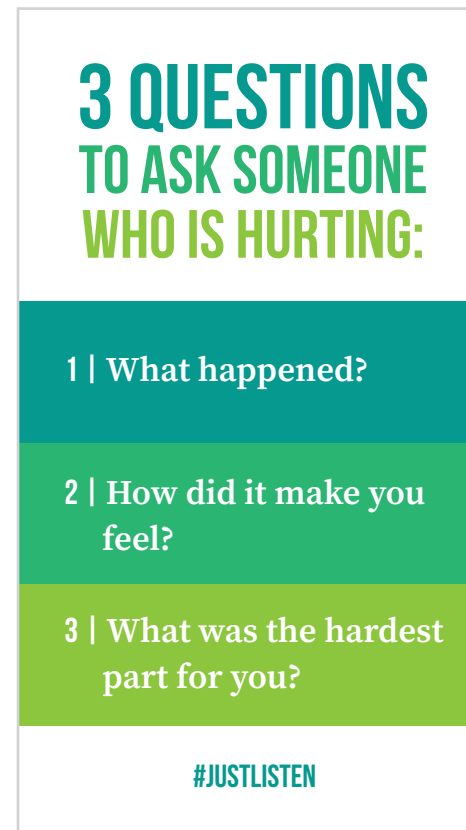 3 QUESTIONS
TO ASK SOMEONE
WHO IS HURTING:
1 | What happened?
2 | How did it make you
feel?
3 | What was the hardest
part for you?
#JUSTLISTEN